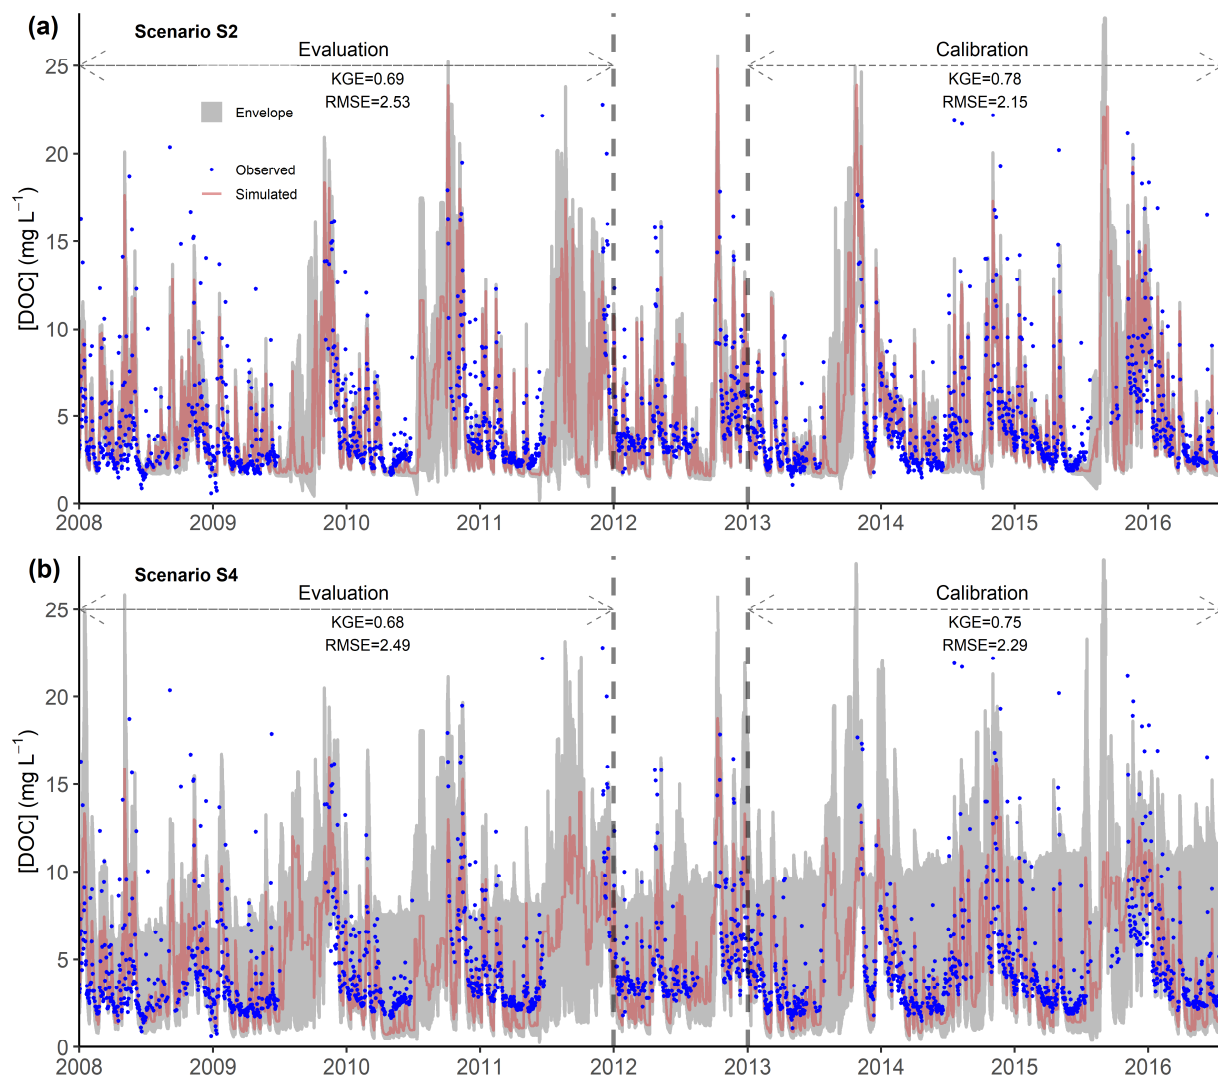 (a)
Scenario S2
Evaluation
Calibration
KGE=0.69
RMSE=2.53
KGE=0.78
RMSE=2.15
Envelope
Observed
Simulated
[DOC] (mg L⁻¹)
25
20
15
10
5
0
2008 2009 2010 2011 2012 2013 2014 2015 2016
(b)
Scenario S4
Evaluation
Calibration
KGE=0.68
RMSE=2.49
KGE=0.75
RMSE=2.29
[DOC] (mg L⁻¹)
25
20
15
10
5
0
2008 2009 2010 2011 2012 2013 2014 2015 2016